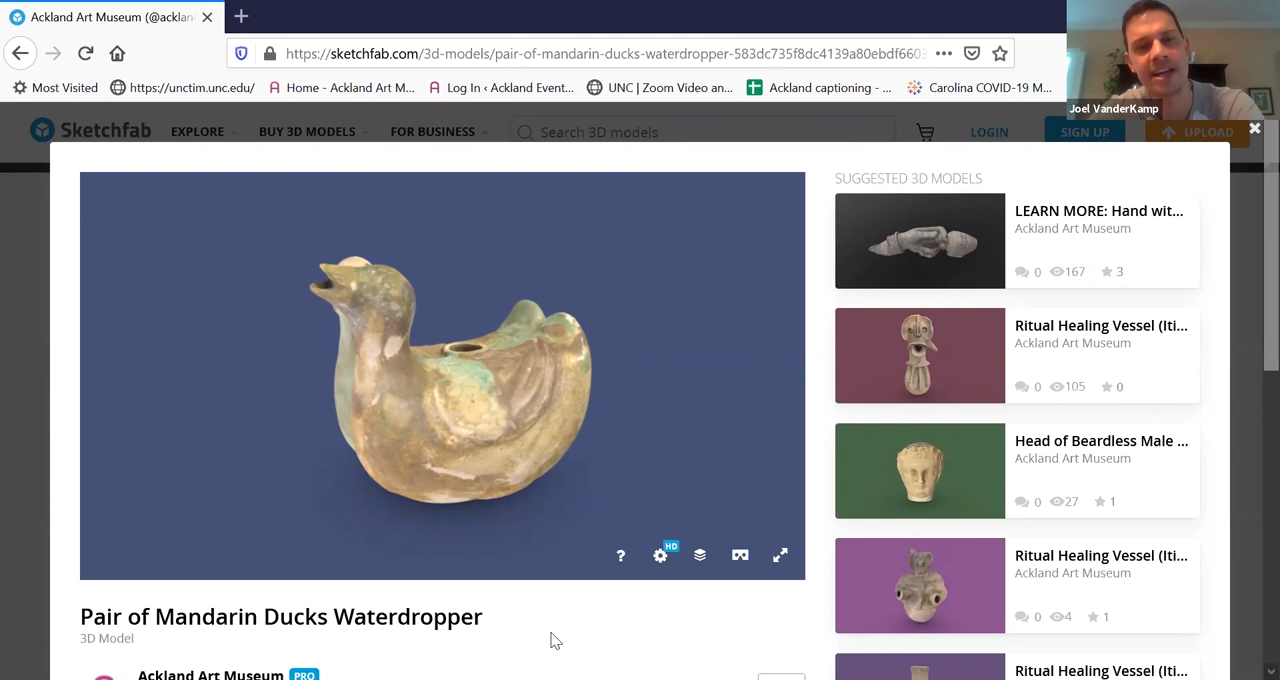 Ackland Art Museum (@acklan
https://sketchfab.com/3d-models/pair-of-mandarin-ducks-waterdropper-583dc735f8dc4139a80ebdf6603
Most Visited
https://unctim.unc.edu/
Home - Ackland Art M...
Log In ‹ Ackland Event...
UNC | Zoom Video an...
Ackland captioning - ...
Carolina COVID-19 M...
Joel VanderKamp
Sketchfab
EXPLORE
BUY 3D MODELS
FOR BUSINESS
Search 3D models
LOGIN
SIGN UP
UPLOAD
HD
Pair of Mandarin Ducks Waterdropper
3D Model
Ackland Art Museum PRO
SUGGESTED 3D MODELS
LEARN MORE: Hand wit...
Ackland Art Museum
0 167 3
Ritual Healing Vessel (Iti...
Ackland Art Museum
0 105 0
Head of Beardless Male ...
Ackland Art Museum
0 27 1
Ritual Healing Vessel (Iti...
Ackland Art Museum
0 4 1
Ritual Healing Vessel (Iti...